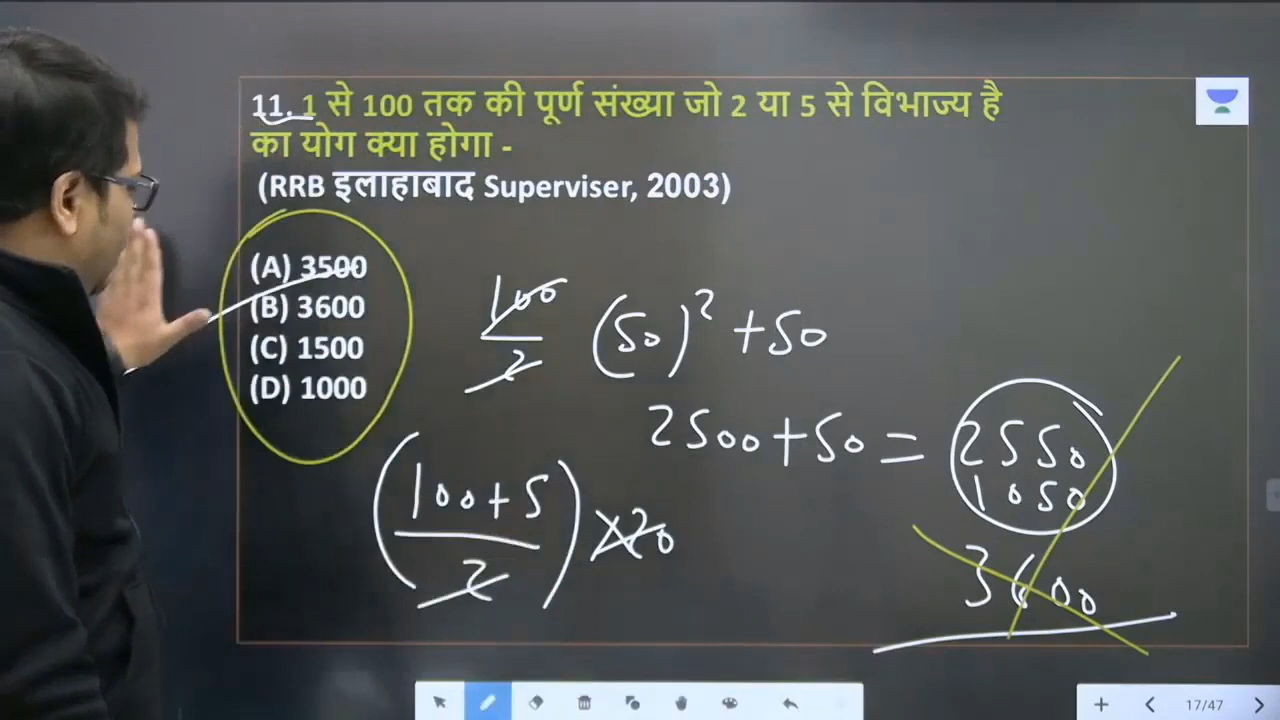 11. 1 से 100 तक की पूर्ण संख्या जो 2 या 5 से विभाज्य है
का योग क्या होगा -
(RRB इलाहाबाद Superviser, 2003)
(A) 3500
(B) 3600
(C) 1500
(D) 1000
100/2 (50)² + 50
2500 + 50 = 2550
1050
3600
(100 + 5 / 2) × 20
17/47